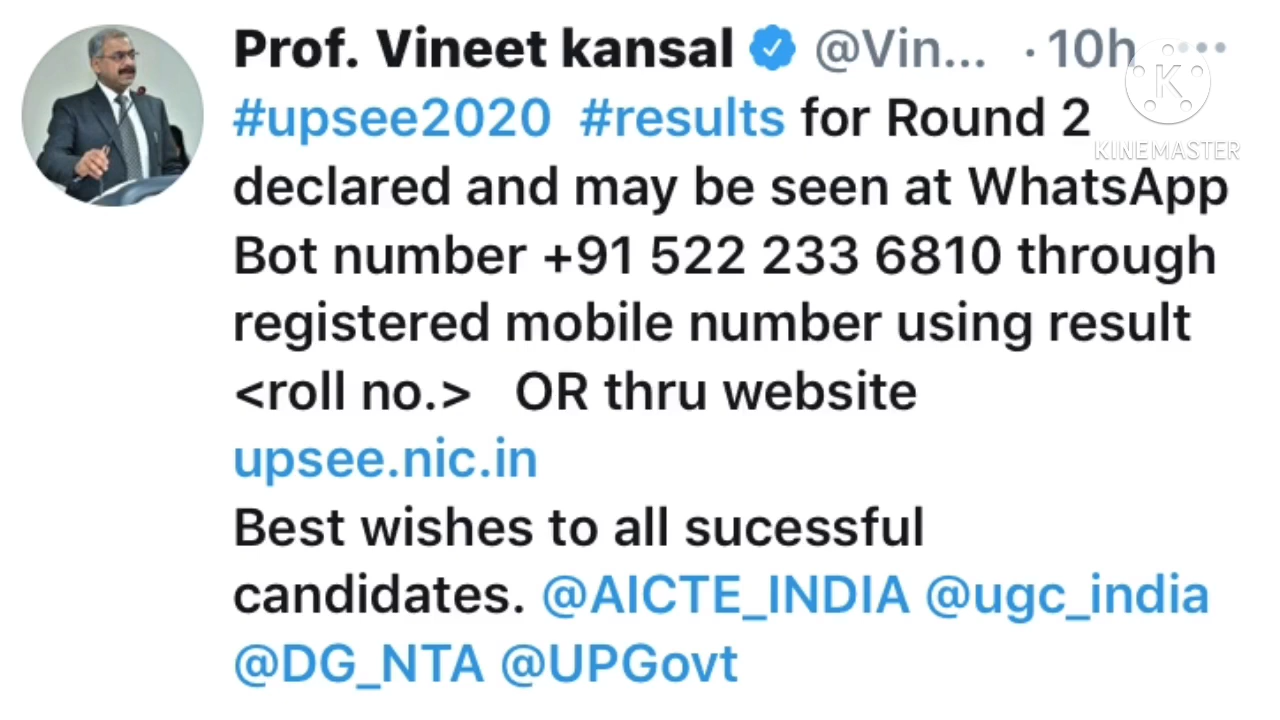 Prof. Vineet kansal @Vin... · 10h
#upsee2020 #results for Round 2
KINEMASTER
declared and may be seen at WhatsApp
Bot number +91 522 233 6810 through
registered mobile number using result
<roll no.> OR thru website
upsee.nic.in
Best wishes to all sucessful
candidates. @AICTE_INDIA @ugc_india
@DG_NTA @UPGovt